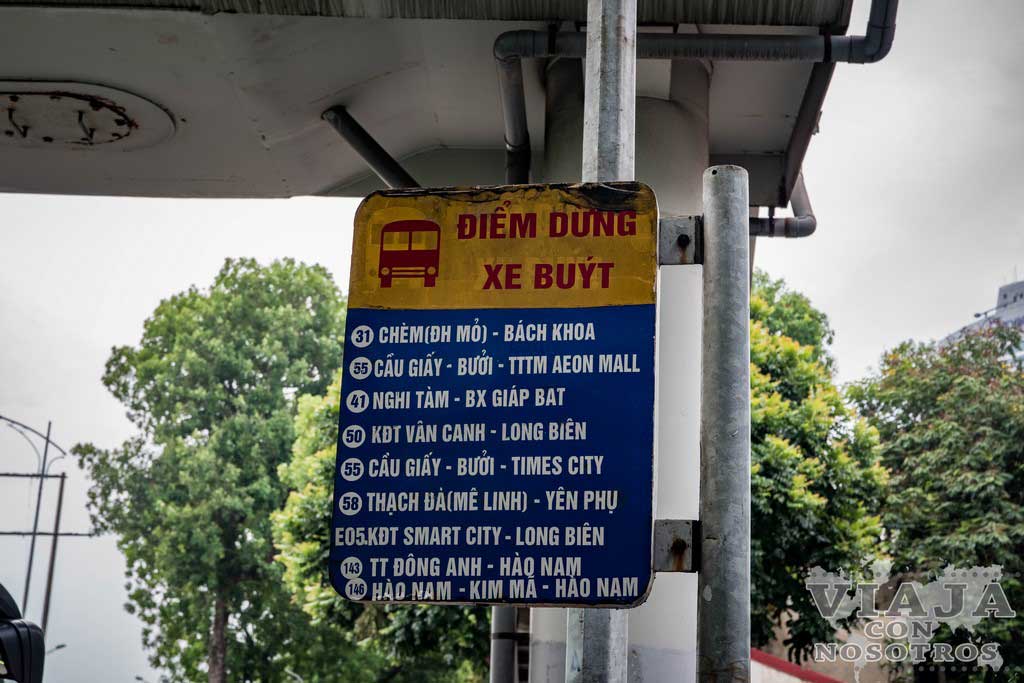 ĐIỂM DỪNG
XE BUÝT
31 CHÈM(ĐH MỎ) - BÁCH KHOA
55 CẦU GIẤY - BƯỞI - TTTM AEON MALL
41 NGHI TÀM - BX GIÁP BAT
50 KĐT VÂN CANH - LONG BIÊN
55 CẦU GIẤY - BƯỞI - TIMES CITY
58 THẠCH ĐÀ(MÊ LINH) - YÊN PHỤ
E05.KĐT SMART CITY - LONG BIÊN
143 TT ĐÔNG ANH - HÀO NAM
146 HÀO NAM - KIM MÃ - HÀO NAM
VIAJA
CON
NOSOTROS